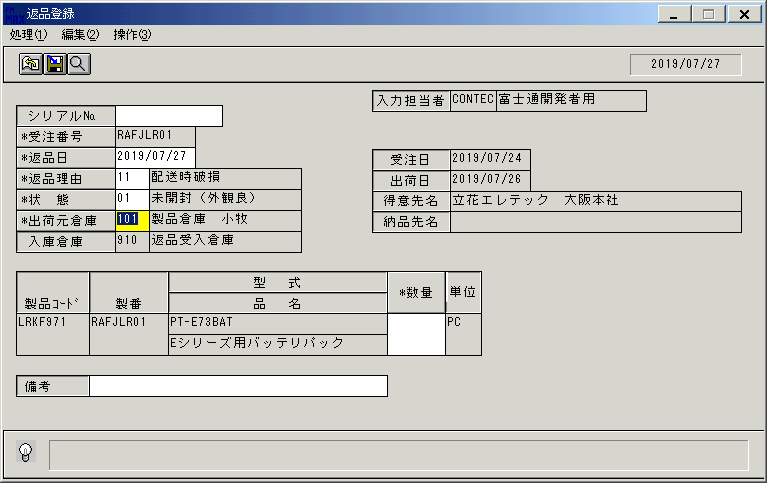 返品登録
処理(1) 編集(2) 操作(3)
2019/07/27
入力担当者 CONTEC 富士通開発者用
シリアル№
*受注番号 RAFJLR01
*返品日 2019/07/27
*返品理由 11 配送時破損
*状　態 01 未開封（外観良）
*出荷元倉庫 101 製品倉庫　小牧
入庫倉庫 910 返品受入倉庫
受注日 2019/07/24
出荷日 2019/07/26
得意先名 立花エレテック　大阪本社
納品先名
製品ｺｰﾄﾞ 製番 型　式 *数量 単位
品　名
LRKF971 RAFJLR01 PT-E73BAT PC
Eシリーズ用バッテリパック
備考